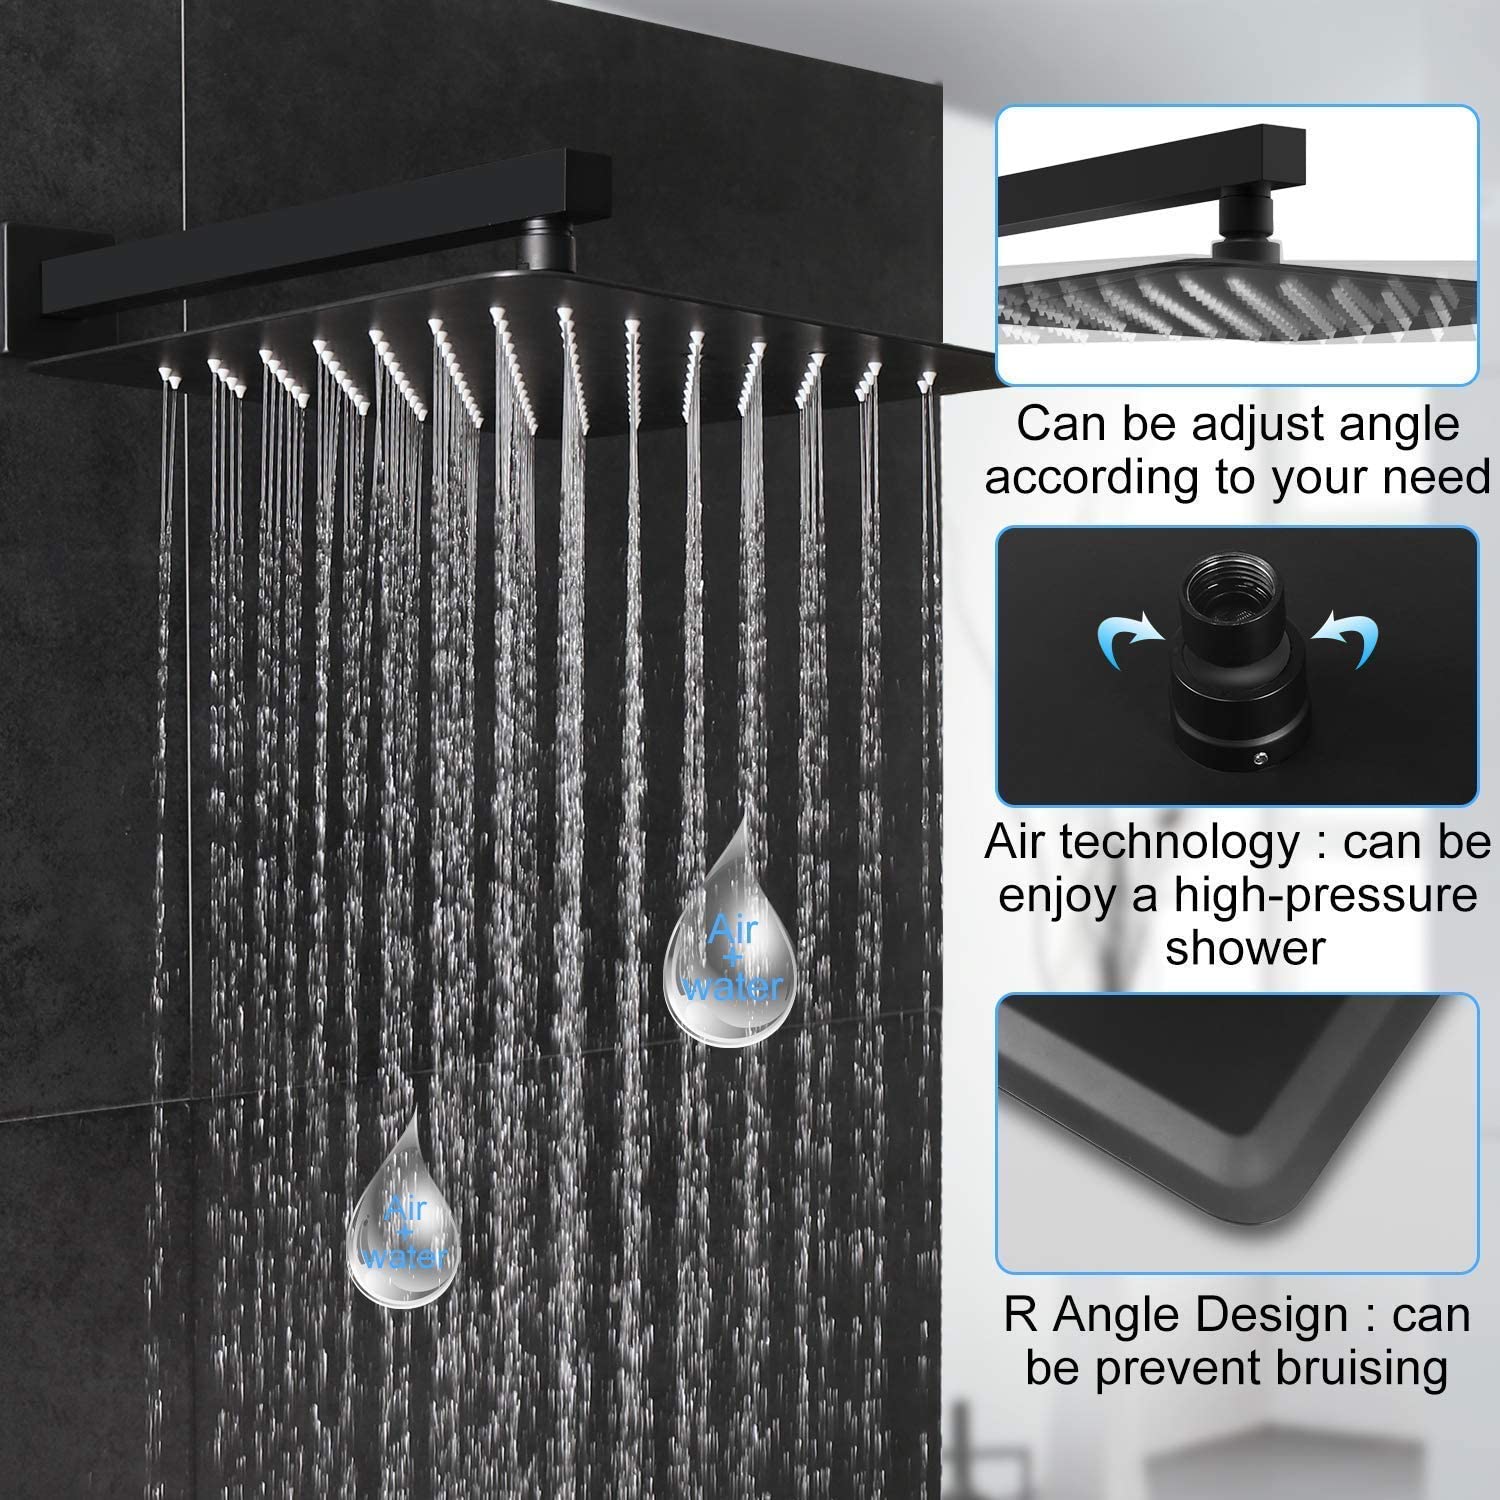 Can be adjust angle
according to your need
Air technology : can be
enjoy a high-pressure
shower
R Angle Design : can
be prevent bruising
Air
+
water
Air
+
water